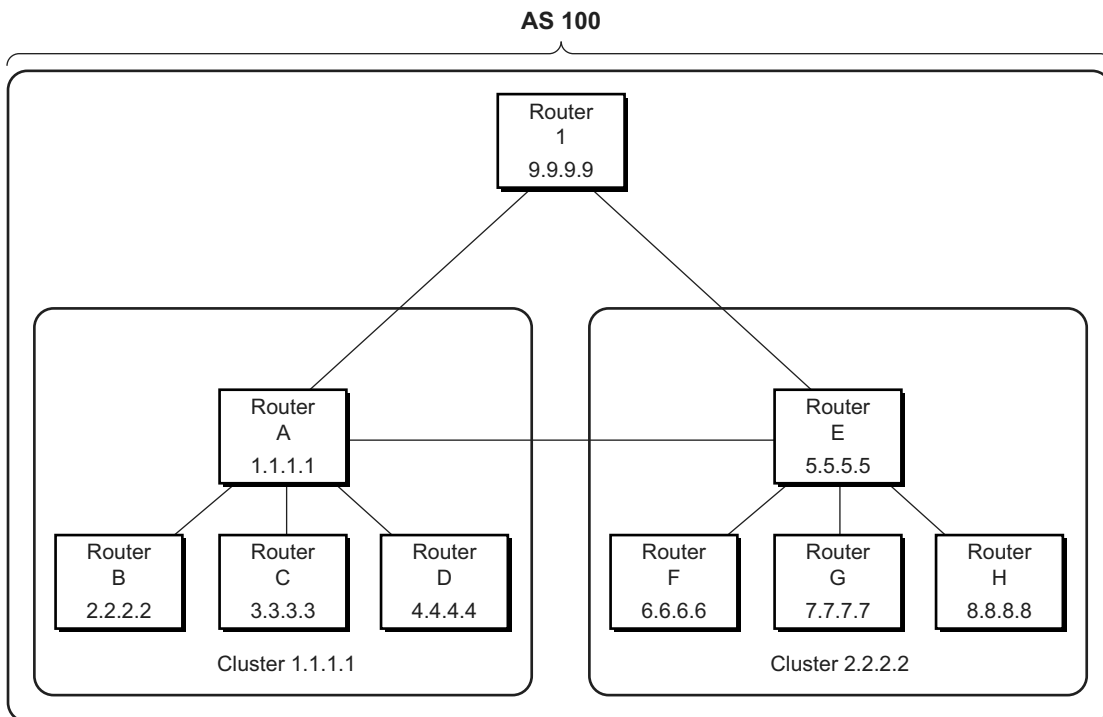 AS 100
Router
1
9.9.9.9
Router
A
1.1.1.1
Router
E
5.5.5.5
Router
B
2.2.2.2
Router
C
3.3.3.3
Router
D
4.4.4.4
Router
F
6.6.6.6
Router
G
7.7.7.7
Router
H
8.8.8.8
Cluster 1.1.1.1
Cluster 2.2.2.2